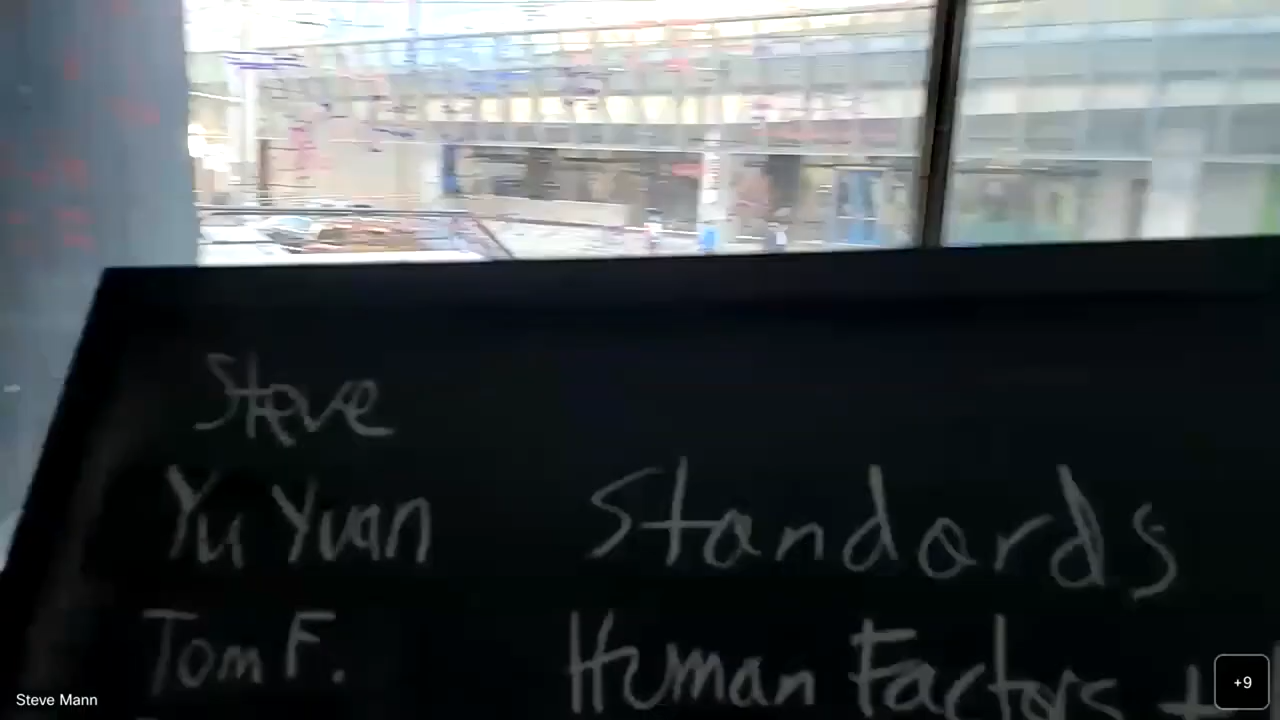 Steve
Yu Yuan Standards
Tom F. Human Factors +
Steve Mann +9